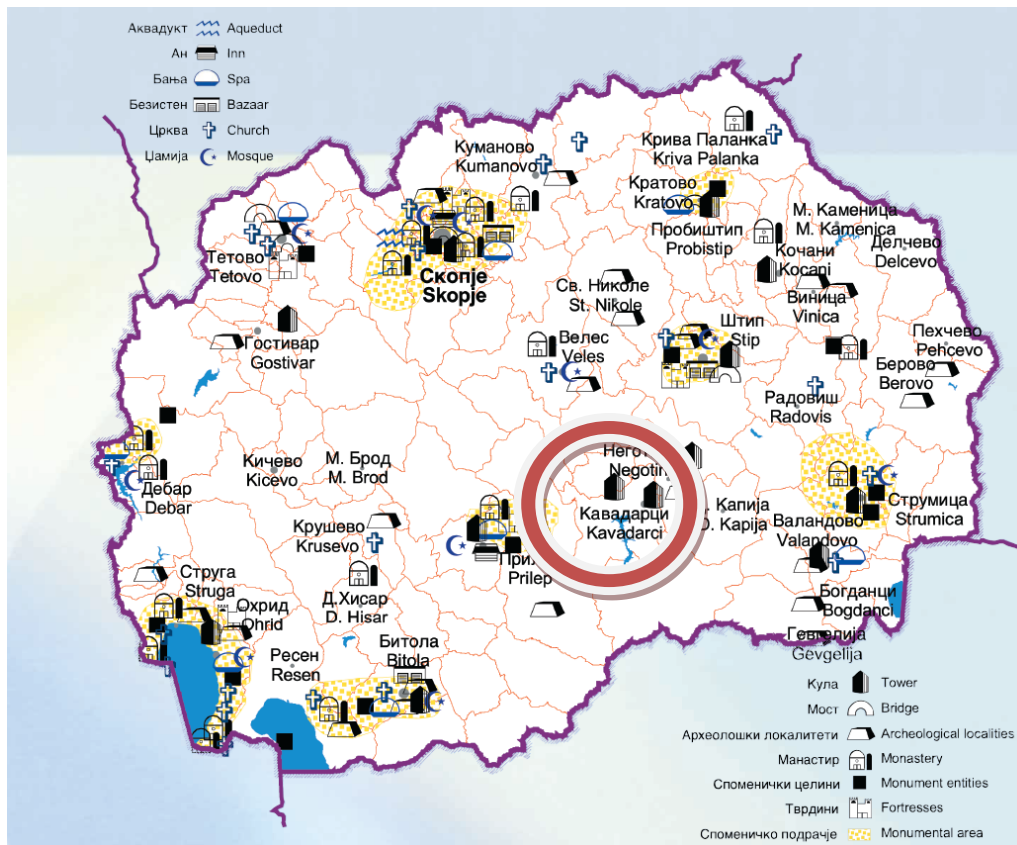 Аквадукт Aqueduct
Ан Inn
Бања Spa
Безистен Bazaar
Црква Church
Џамија Mosque
Куманово
Kumanovo
Крива Паланка
Kriva Palanka
Кратово
Kratovo
Пробиштип
Probistip
М. Каменица
M. Kamenica
Делчево
Delcevo
Кочани
Kocani
Виница
Vinica
Тетово
Tetovo
Скопје
Skopje
Св. Николе
St. Nikole
Штип
Stip
Пехчево
Pehcevo
Берово
Berovo
Гостивар
Gostivar
Велес
Veles
Радовиш
Radovis
Кичево
Kicevo
М. Брод
M. Brod
Дебар
Debar
Negotin
Кавадарци
Kavadarci
Капија
Kapija
Струмица
Strumica
Валандово
Valandovo
Крушево
Krusevo
Prilep
Струга
Struga
Охрид
Ohrid
Д.Хисар
D. Hisar
Битола
Bitola
Ресен
Resen
Богданци
Bogdanci
Гевгелија
Gevgelija
Кула Tower
Мост Bridge
Археолошки локалитети Archeological localities
Манастир Monastery
Споменички целини Monument entities
Тврдини Fortresses
Споменичко подрачје Monumental area